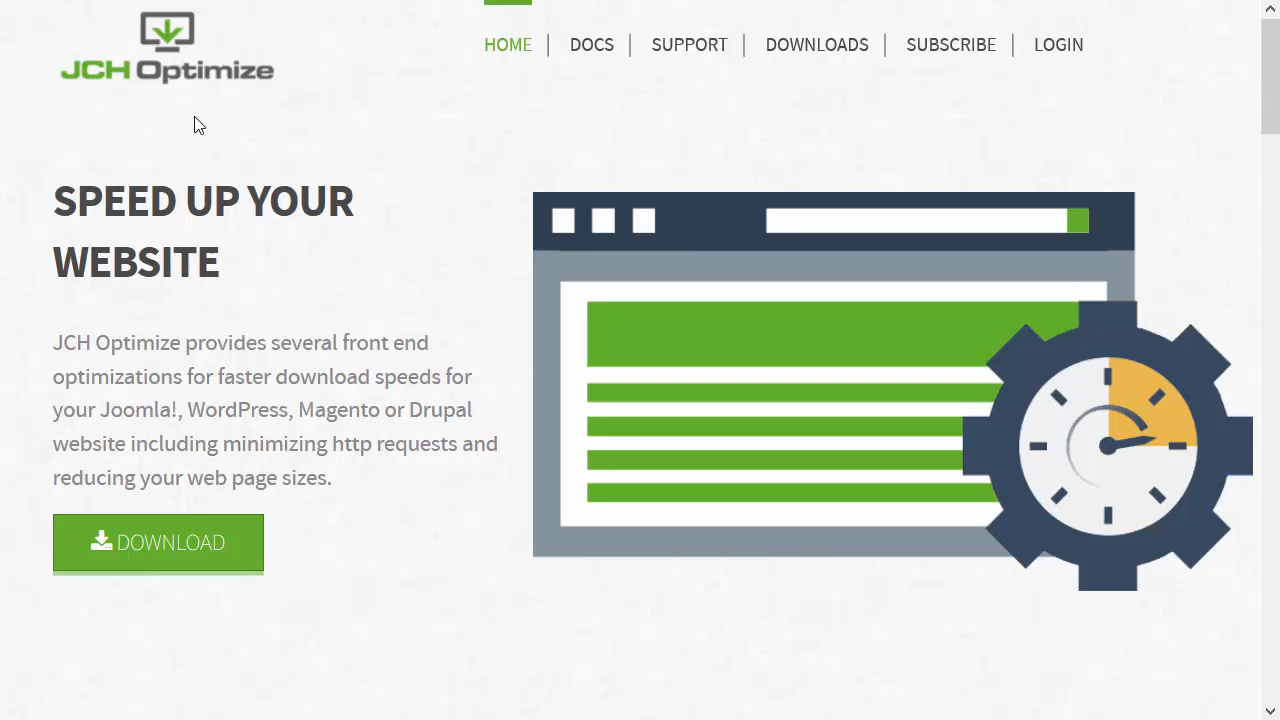 JCH Optimize
HOME
DOCS
SUPPORT
DOWNLOADS
SUBSCRIBE
LOGIN
SPEED UP YOUR
WEBSITE
JCH Optimize provides several front end
optimizations for faster download speeds for
your Joomla!, WordPress, Magento or Drupal
website including minimizing http requests and
reducing your web page sizes.
DOWNLOAD